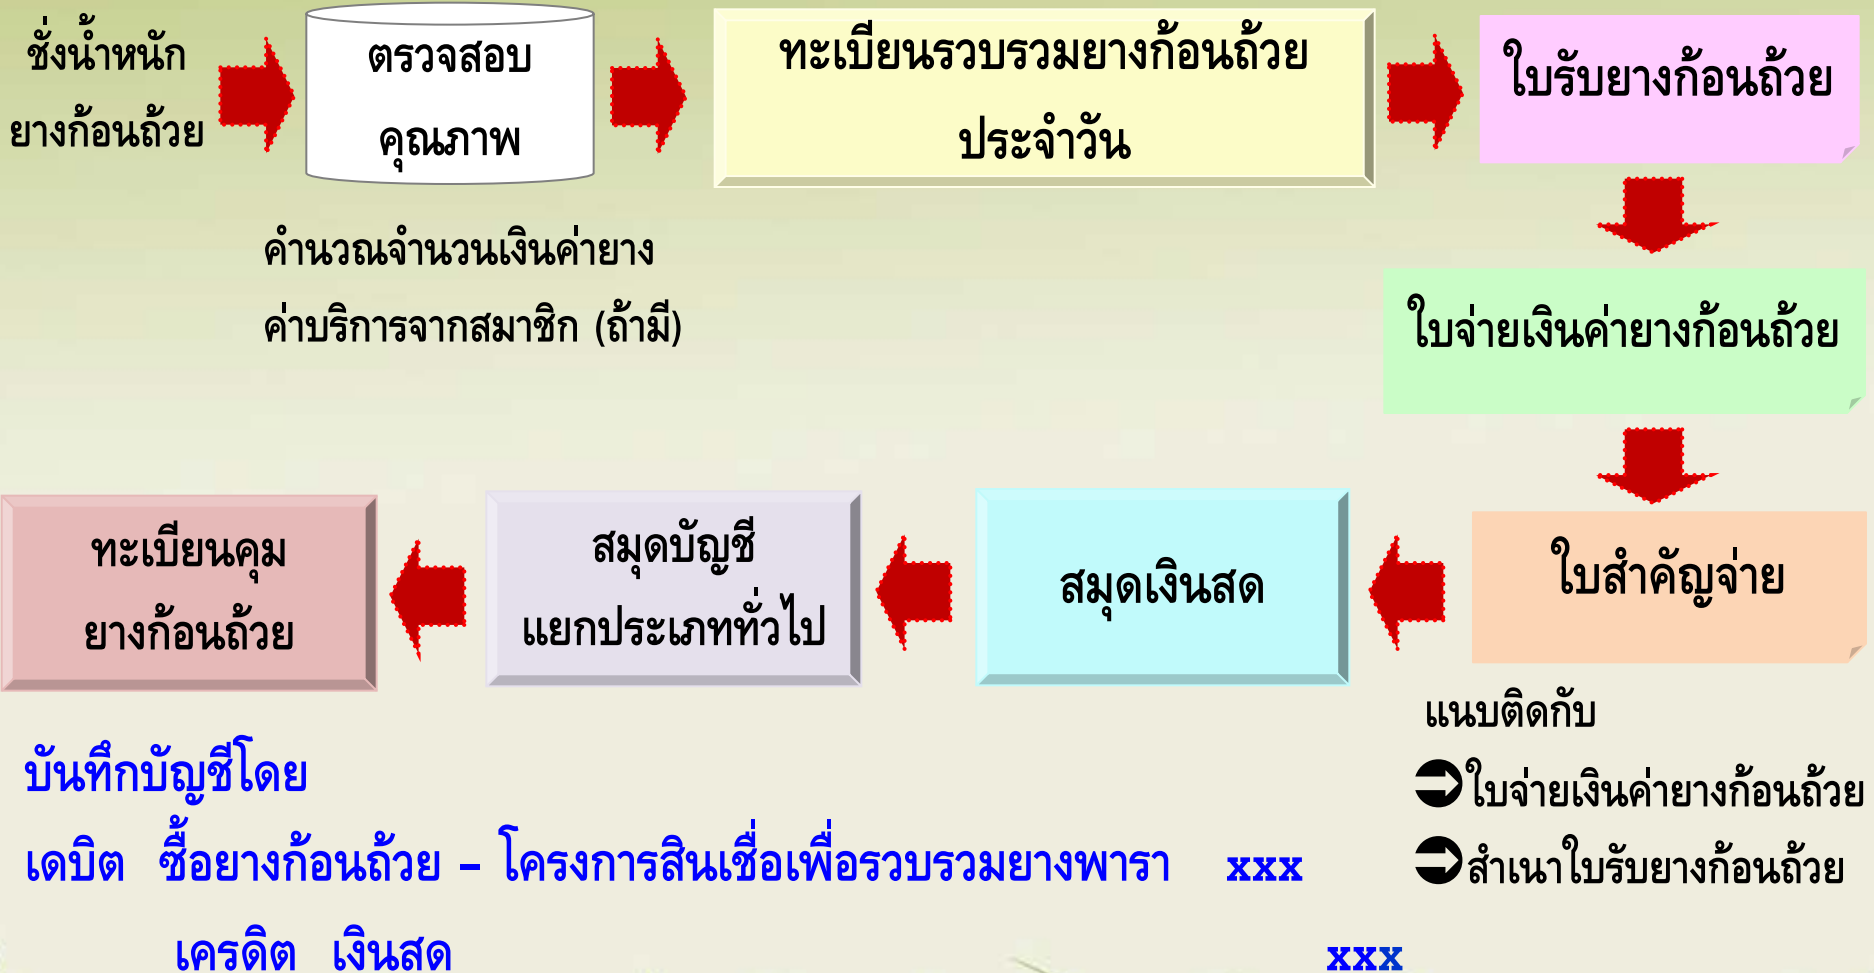 ชั่งน้ำหนัก
ยางก้อนถ้วย
ตรวจสอบ
คุณภาพ
ทะเบียนรวบรวมยางก้อนถ้วย
ประจำวัน
ใบรับยางก้อนถ้วย
คำนวณจำนวนเงินค่ายาง
ค่าบริการจากสมาชิก (ถ้ามี)
ใบจ่ายเงินค่ายางก้อนถ้วย
ใบสำคัญจ่าย
สมุดเงินสด
สมุดบัญชี
แยกประเภททั่วไป
ทะเบียนคุม
ยางก้อนถ้วย
แนบติดกับ
➲ใบจ่ายเงินค่ายางก้อนถ้วย
➲สำเนาใบรับยางก้อนถ้วย
บันทึกบัญชีโดย
เดบิต ซื้อยางก้อนถ้วย – โครงการสินเชื่อเพื่อรวบรวมยางพารา xxx
เครดิต เงินสด xxx